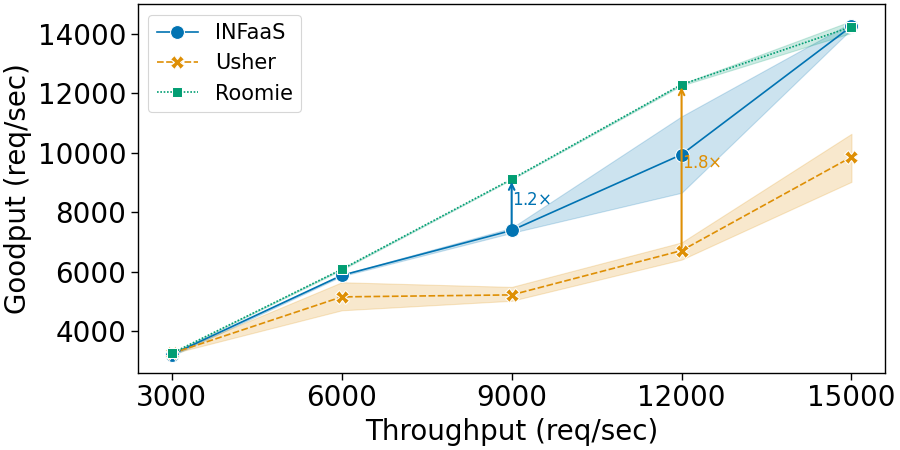 INFaaS
Usher
Roomie
14000
12000
10000
8000
6000
4000
Goodput (req/sec)
1.2×
1.8×
3000 6000 9000 12000 15000
Throughput (req/sec)